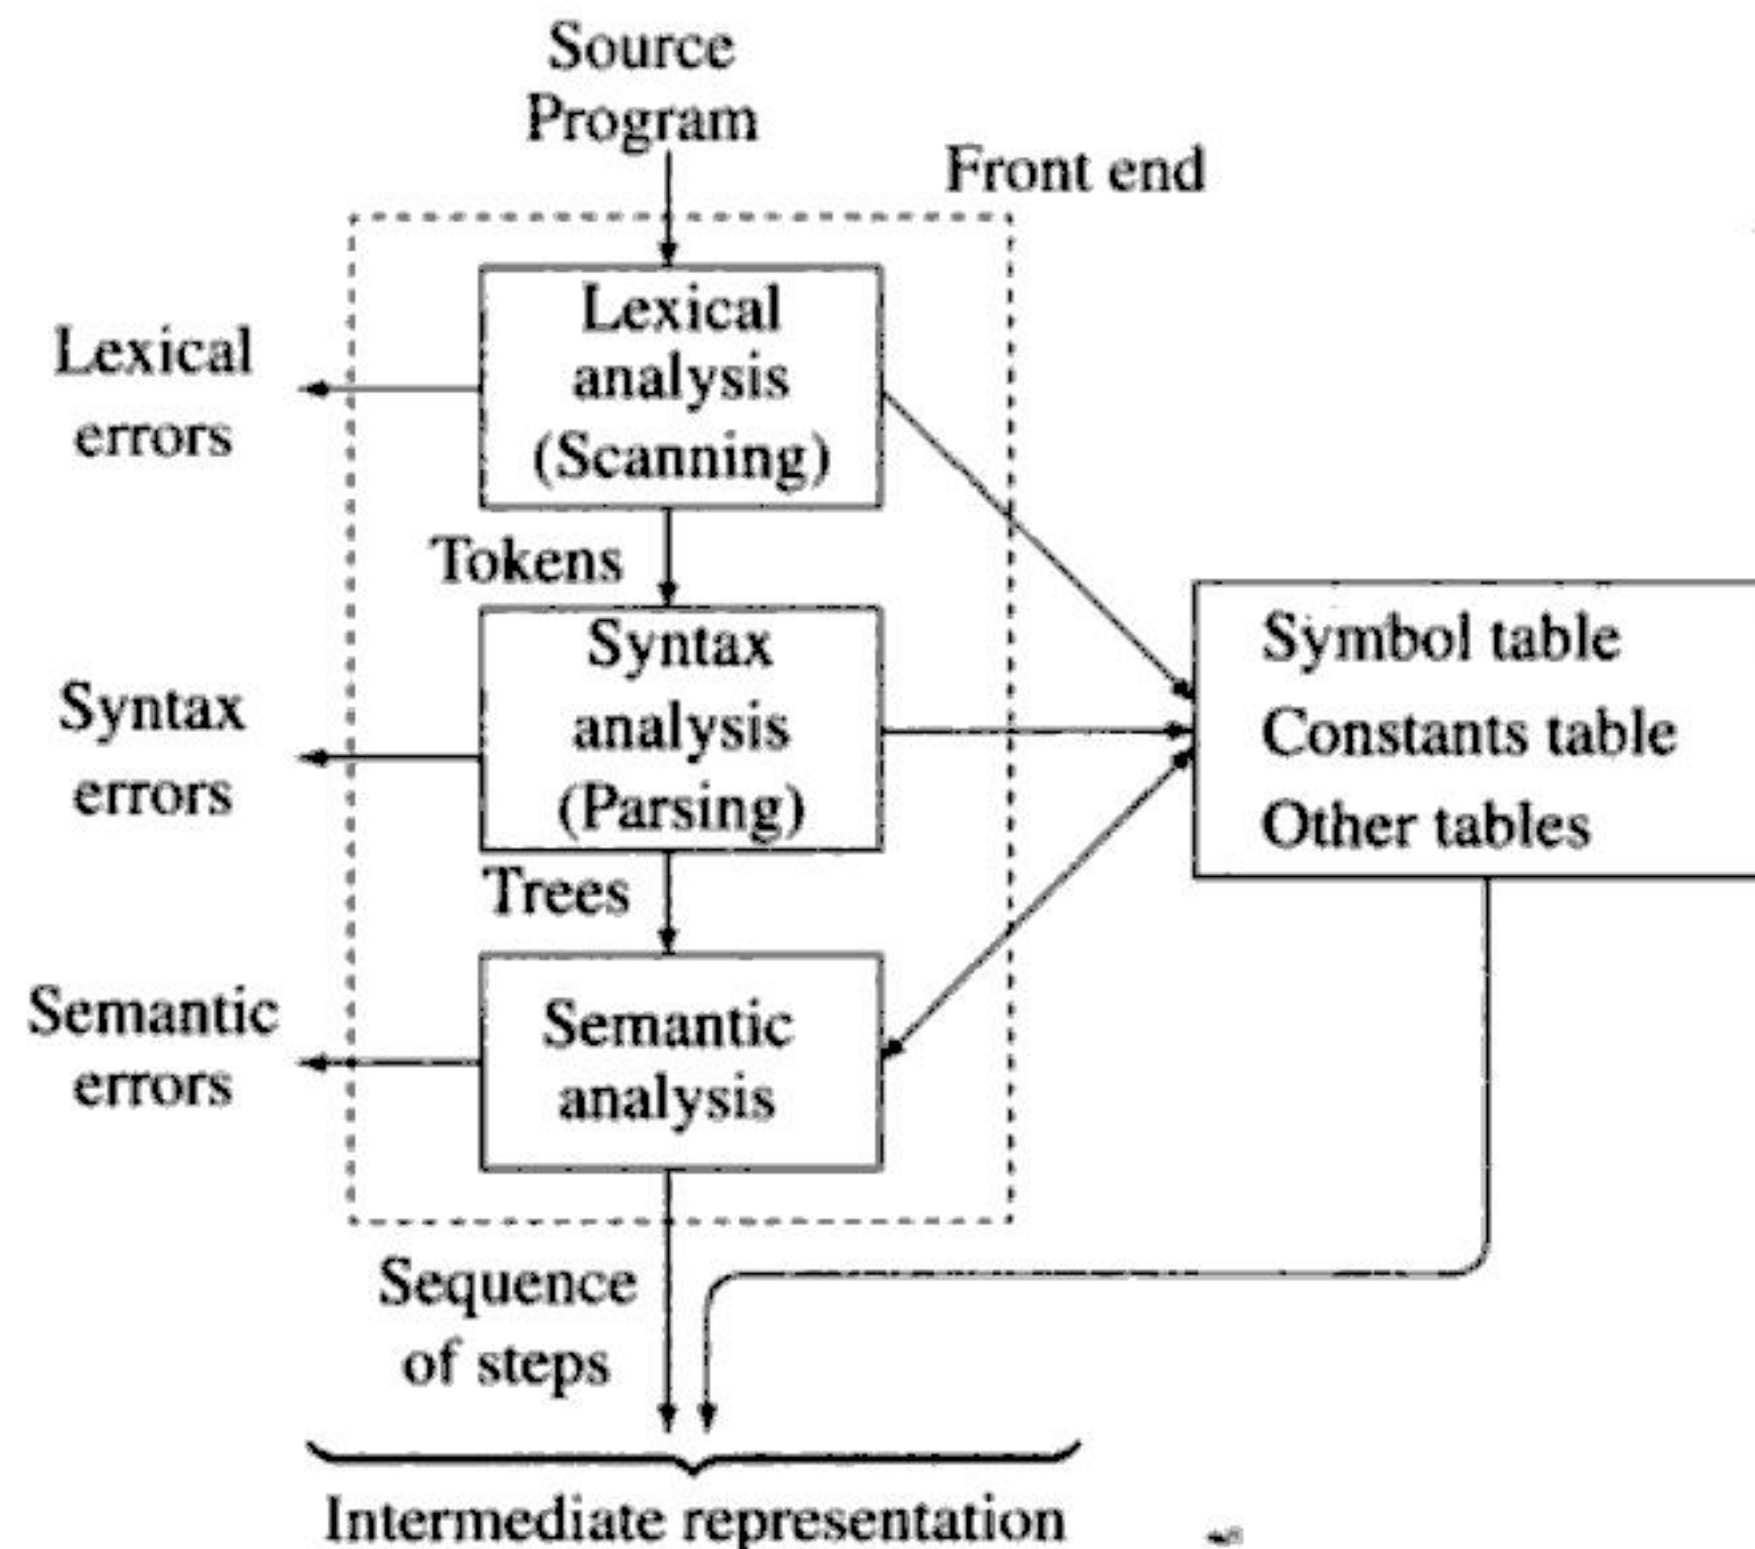 Source
Program
Front end
Lexical
analysis
(Scanning)
Lexical
errors
Tokens
Syntax
analysis
(Parsing)
Syntax
errors
Symbol table
Constants table
Other tables
Trees
Semantic
analysis
Semantic
errors
Sequence
of steps
Intermediate representation